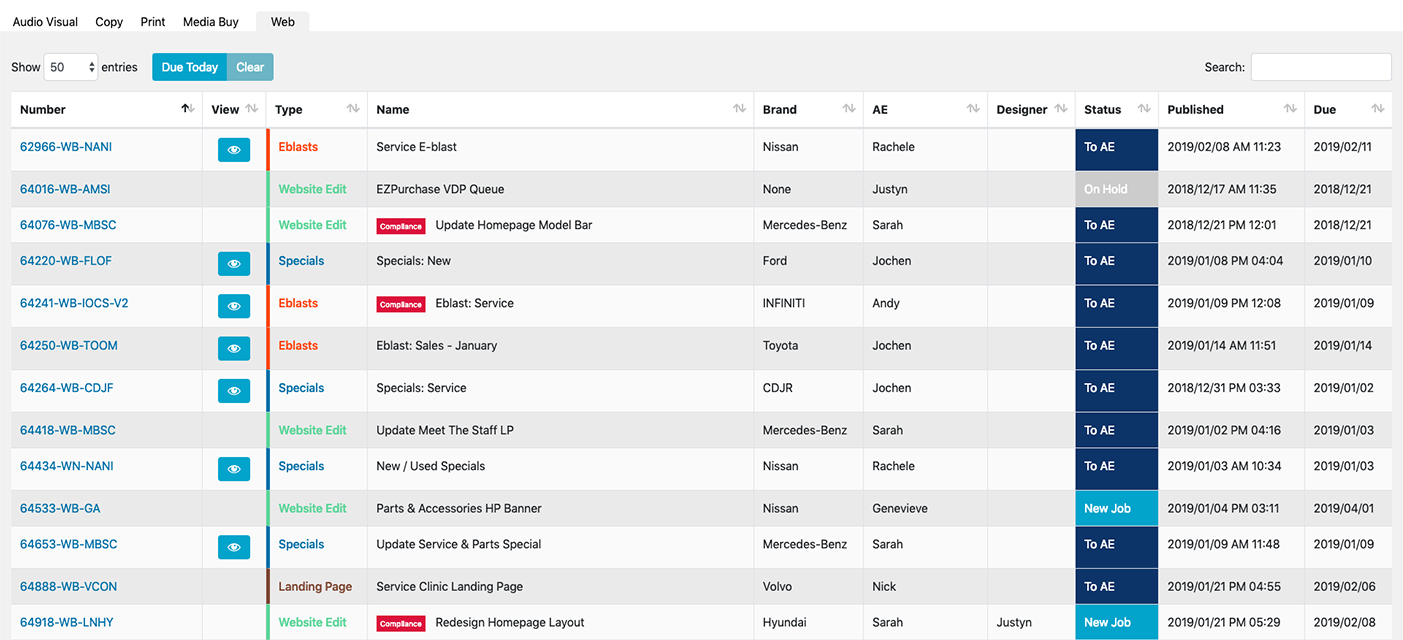 Audio Visual Copy Print Media Buy Web
Show 50 entries Due Today Clear Search:
Number View Type Name Brand AE Designer Status Published Due
62966-WB-NANI Eblasts Service E-blast Nissan Rachele To AE 2019/02/08 AM 11:23 2019/02/11
64016-WB-AMSI Website Edit EZPurchase VDP Queue None Justyn On Hold 2018/12/17 AM 11:35 2018/12/21
64076-WB-MBSC Website Edit Compliance Update Homepage Model Bar Mercedes-Benz Sarah To AE 2018/12/21 PM 12:01 2018/12/21
64220-WB-FLOF Specials Specials: New Ford Jochen To AE 2019/01/08 PM 04:04 2019/01/10
64241-WB-IOCS-V2 Eblasts Compliance Eblast: Service INFINITI Andy To AE 2019/01/09 PM 12:08 2019/01/09
64250-WB-TOOM Eblasts Eblast: Sales - January Toyota Jochen To AE 2019/01/14 AM 11:51 2019/01/14
64264-WB-CDJF Specials Specials: Service CDJR Jochen To AE 2018/12/31 PM 03:33 2019/01/02
64418-WB-MBSC Website Edit Update Meet The Staff LP Mercedes-Benz Sarah To AE 2019/01/02 PM 04:16 2019/01/03
64434-WN-NANI Specials New / Used Specials Nissan Rachele To AE 2019/01/03 AM 10:34 2019/01/03
64533-WB-GA Website Edit Parts & Accessories HP Banner Nissan Genevieve New Job 2019/01/04 PM 03:11 2019/04/01
64653-WB-MBSC Specials Update Service & Parts Special Mercedes-Benz Sarah To AE 2019/01/09 AM 11:48 2019/01/09
64888-WB-VCON Landing Page Service Clinic Landing Page Volvo Nick To AE 2019/01/21 PM 04:55 2019/02/06
64918-WB-LNHY Website Edit Compliance Redesign Homepage Layout Hyundai Sarah Justyn New Job 2019/01/21 PM 05:29 2019/02/08